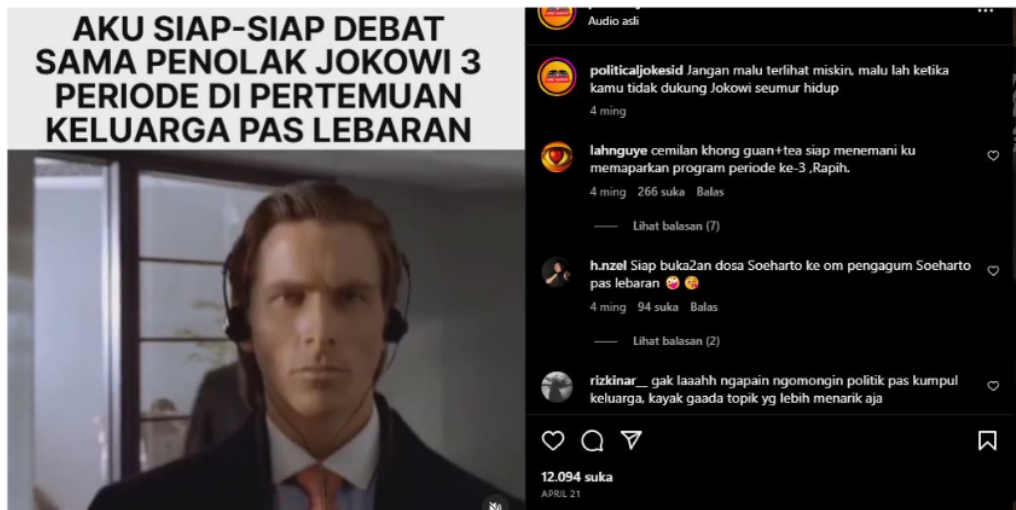 AKU SIAP-SIAP DEBAT
SAMA PENOLAK JOKOWI 3
PERIODE DI PERTEMUAN
KELUARGA PAS LEBARAN
Audio asli
politicaljokesid Jangan malu terlihat miskin, malu lah ketika
kamu tidak dukung Jokowi seumur hidup
4 ming
lahnguye cemilan khong guan+tea siap menemani ku
memaparkan program periode ke-3 ,Rapih.
4 ming 266 suka Balas
Lihat balasan (7)
h.nzel Siap buka2an dosa Soeharto ke om pengagum Soeharto
pas lebaran 🤪 😘
4 ming 94 suka Balas
Lihat balasan (2)
rizkinar__ gak laaahh ngapain ngomongin politik pas kumpul
keluarga, kayak gaada topik yg lebih menarik aja
12.094 suka
APRIL 21